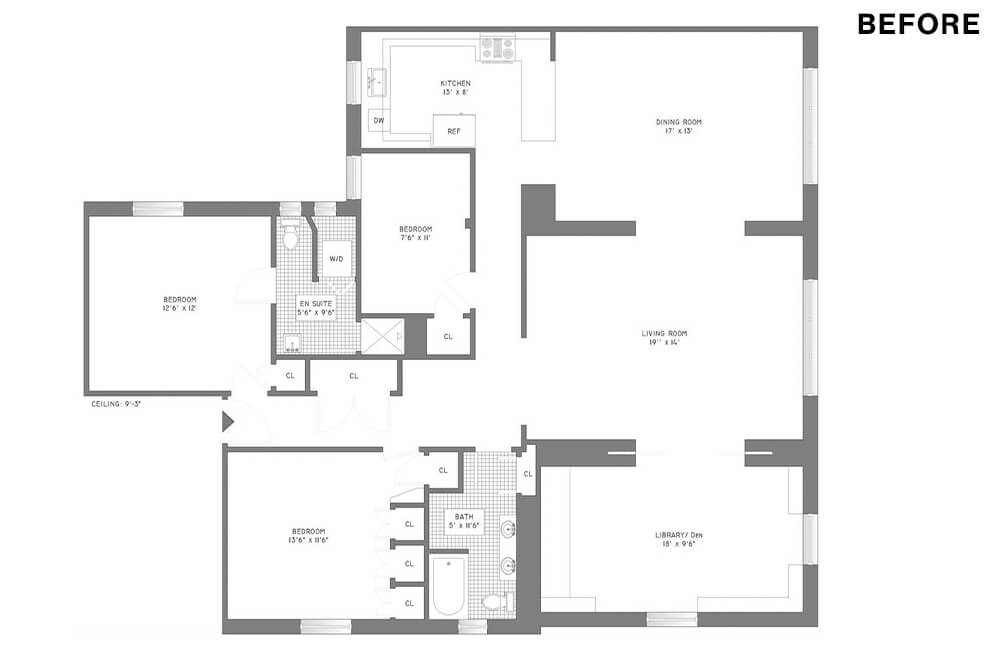 BEFORE
KITCHEN
13' x 8'
DW
REF
DINING ROOM
17' x 13'
BEDROOM
7'6" x 11'
W/D
EN SUITE
5'6" x 9'6"
BEDROOM
12'6' x 12'
CL
LIVING ROOM
19'' x 14'
CL
CL
CEILING: 9'-3"
CL
CL
BATH
5' x 11'6"
BEDROOM
13'6" x 11'6"
CL
CL
CL
LIBRARY/ Den
18' x 9'6"